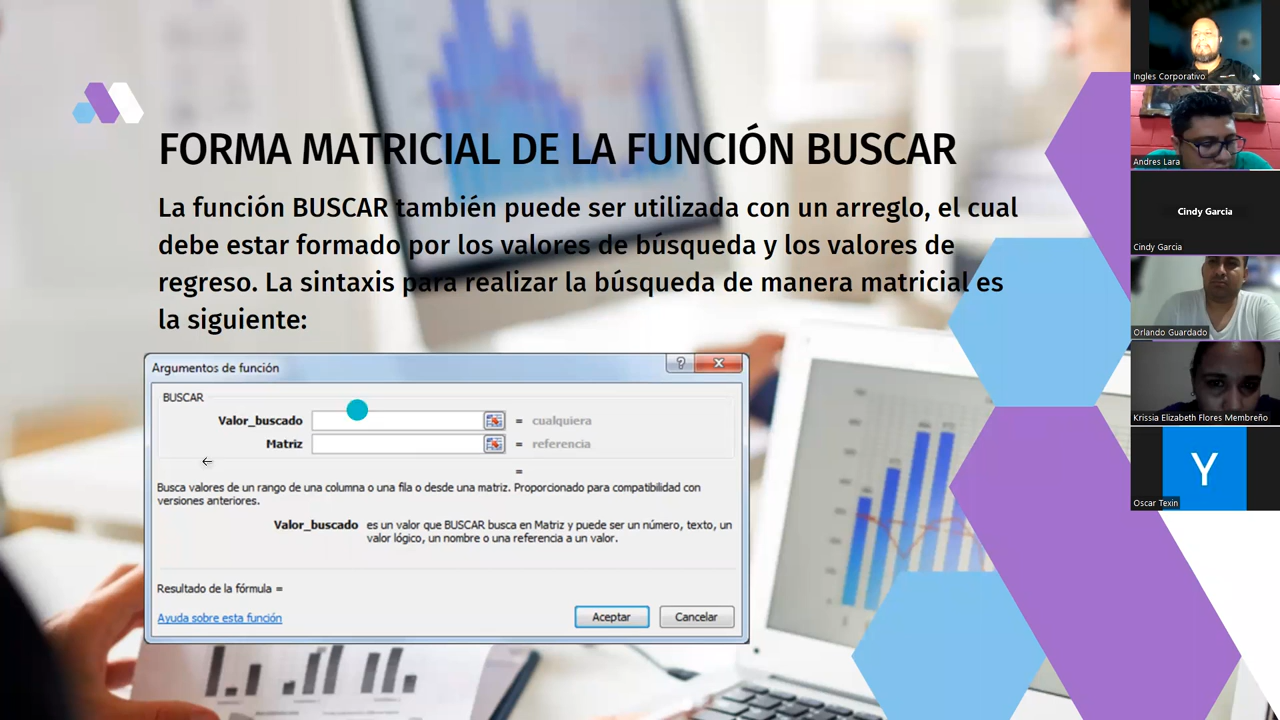 FORMA MATRICIAL DE LA FUNCIÓN BUSCAR
La función BUSCAR también puede ser utilizada con un arreglo, el cual
debe estar formado por los valores de búsqueda y los valores de
regreso. La sintaxis para realizar la búsqueda de manera matricial es
la siguiente:
Argumentos de función
?
BUSCAR
Valor_buscado = cualquiera
Matriz = referencia
=
Busca valores de un rango de una columna o una fila o desde una matriz. Proporcionado para compatibilidad con
versiones anteriores.
Valor_buscado es un valor que BUSCAR busca en Matriz y puede ser un número, texto, un
valor lógico, un nombre o una referencia a un valor.
Resultado de la fórmula =
Ayuda sobre esta función
Aceptar
Cancelar
Ingles Corporativo
Andres Lara
Cindy Garcia
Cindy Garcia
Orlando Guardado
Krissia Elizabeth Flores Membreño
Y
Oscar Texin